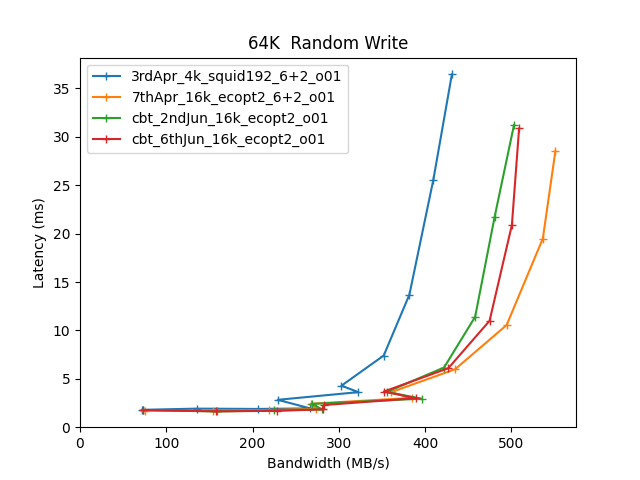 64K  Random Write
3rdApr_4k_squid192_6+2_o01
7thApr_16k_ecopt2_6+2_o01
cbt_2ndJun_16k_ecopt2_o01
cbt_6thJun_16k_ecopt2_o01
35
30
25
20
15
10
5
0
Latency (ms)
0 100 200 300 400 500
Bandwidth (MB/s)